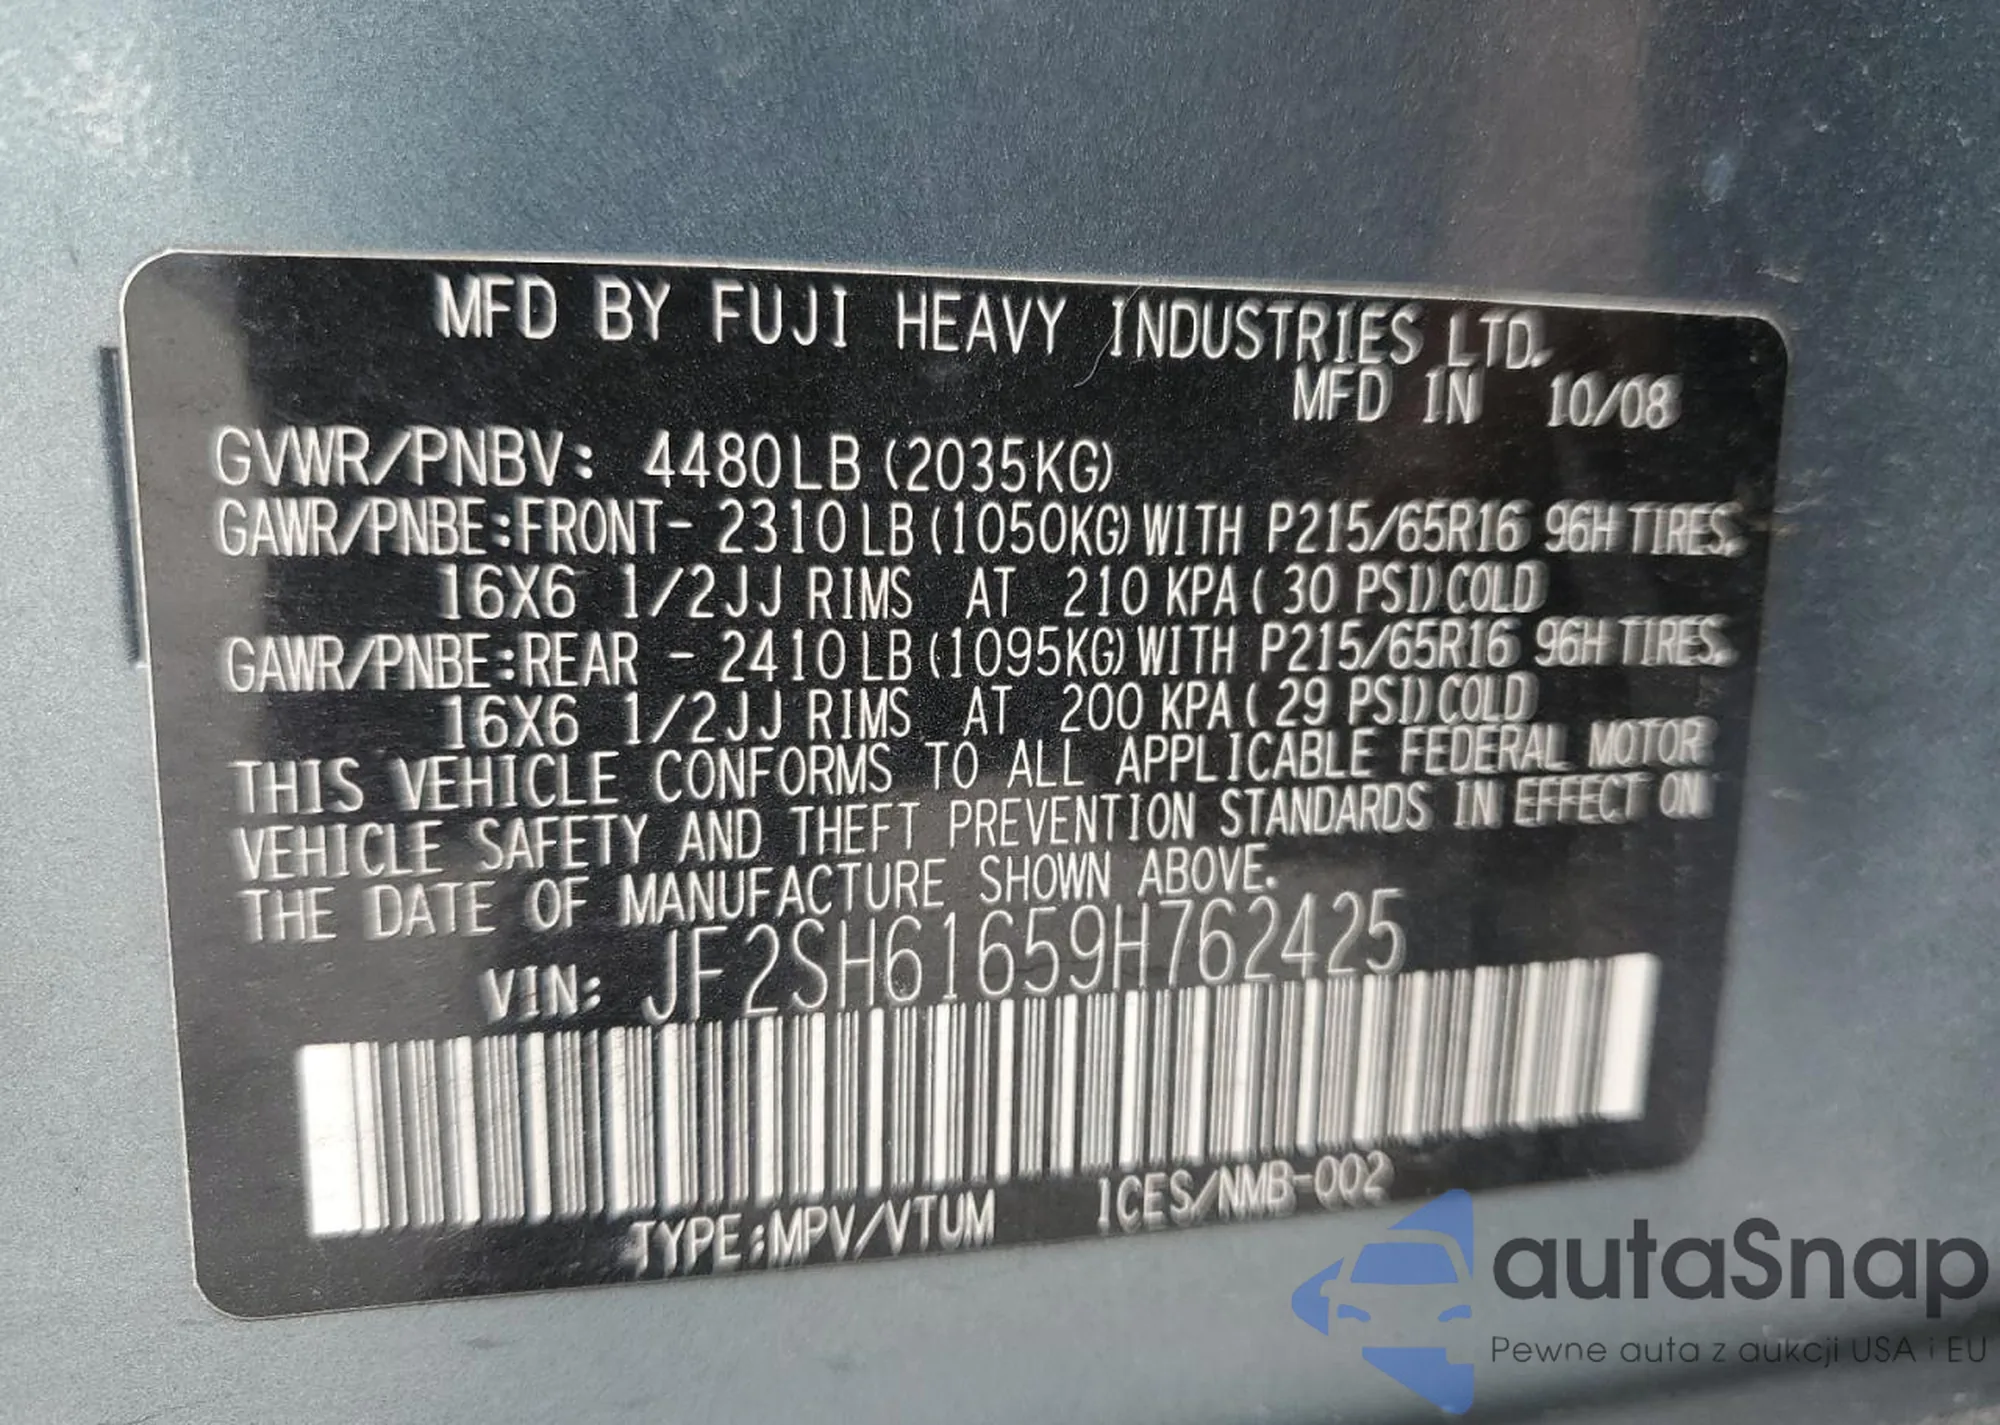 MFD BY FUJI HEAVY INDUSTRIES LTD.
MFD IN 10/08
GVWR/PNBV: 4480LB (2035KG)
GAWR/PNBE:FRONT- 2310LB (1050KG) WITH P215/65R16 96H TIRES,
16X6 1/2JJ RIMS AT 210 KPA ( 30 PSI) COLD
GAWR/PNBE:REAR - 2410LB (1095KG) WITH P215/65R16 96H TIRES,
16X6 1/2JJ RIMS AT 200 KPA ( 29 PSI) COLD
THIS VEHICLE CONFORMS TO ALL APPLICABLE FEDERAL MOTOR
VEHICLE SAFETY AND THEFT PREVENTION STANDARDS IN EFFECT ON
THE DATE OF MANUFACTURE SHOWN ABOVE.
VIN: JF2SH61659H762425
TYPE:MPV/VTUM ICES/NMB-002
autaSnap
Pewne auta z aukcji USA i EU